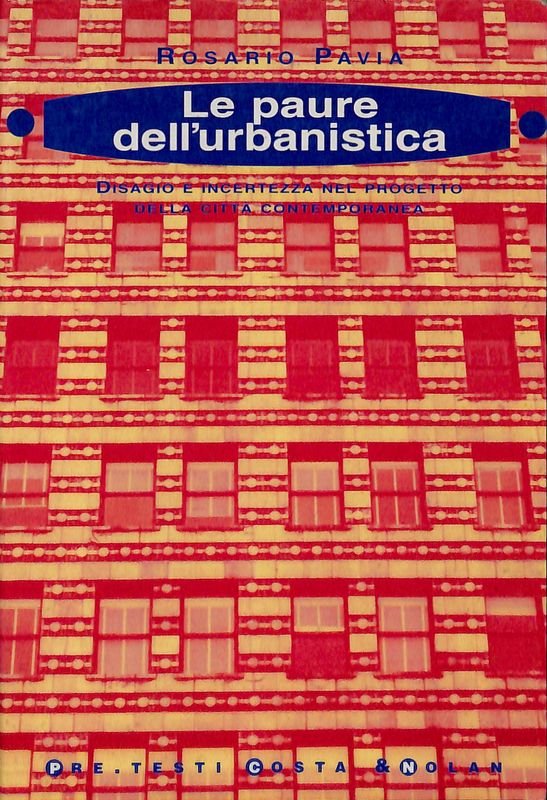 ROSARIO PAVIA
Le paure
dell'urbanistica
DISAGIO E INCERTEZZA NEL PROGETTO
DELLA CITTÀ CONTEMPORANEA
PRE.TESTI COSTA & NOLAN